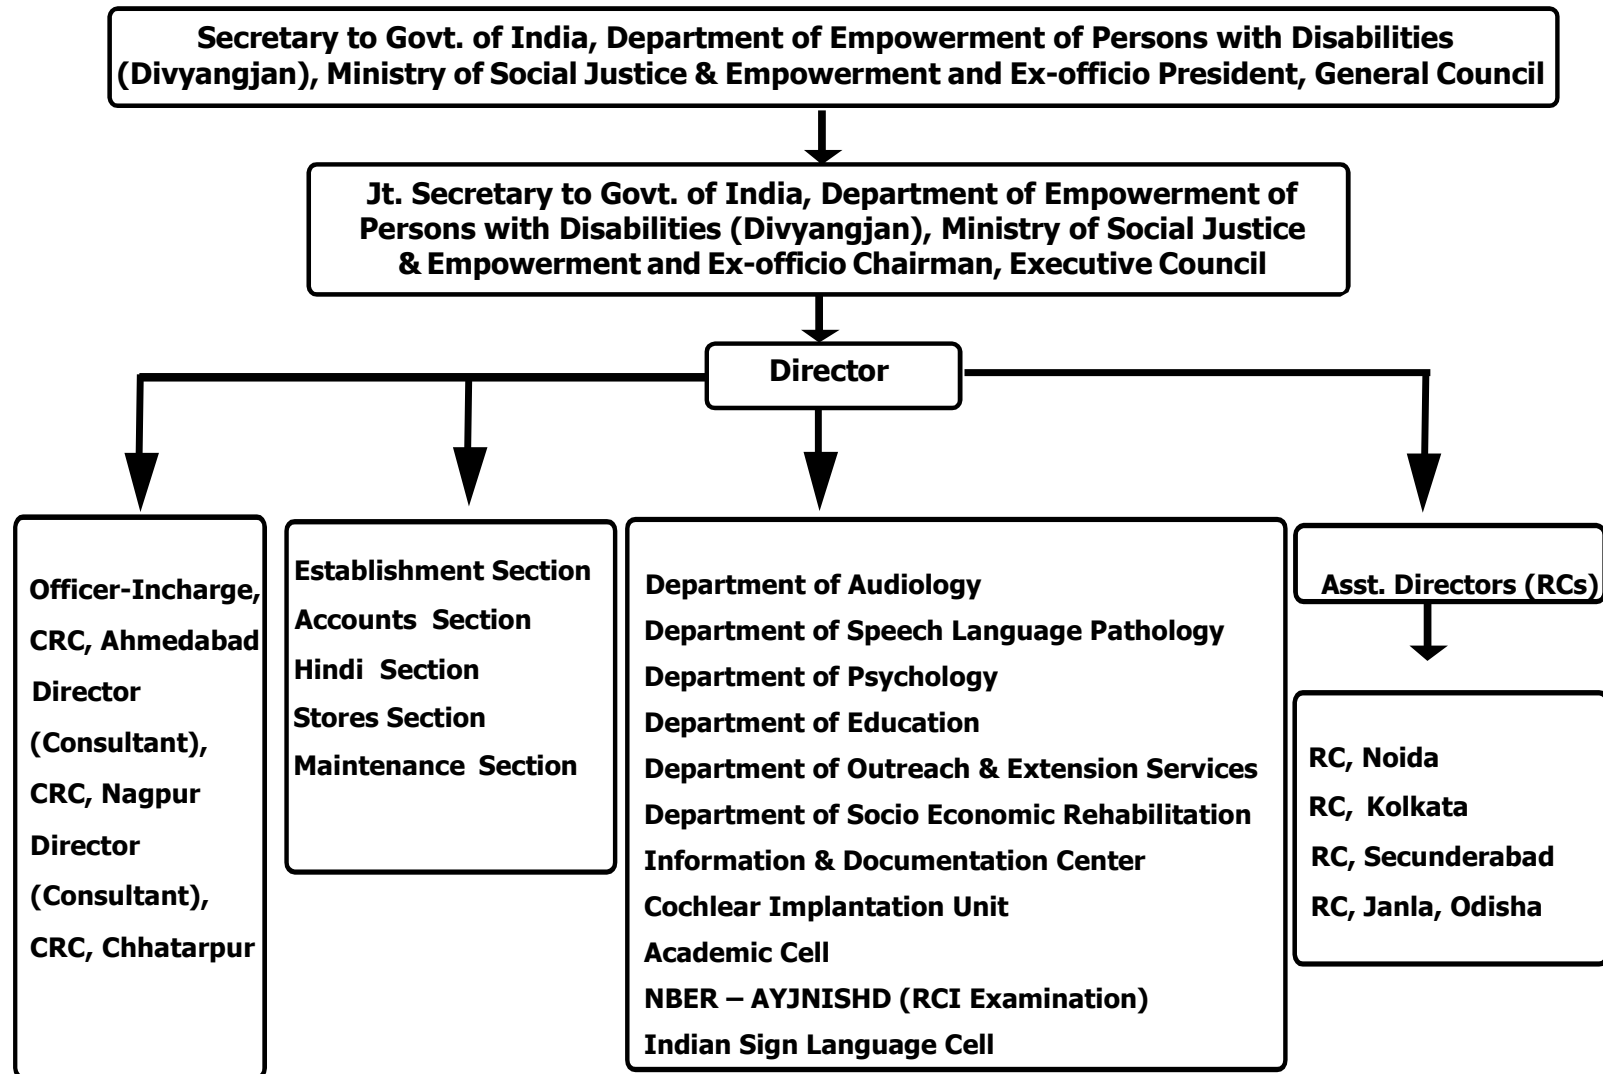 Secretary to Govt. of India, Department of Empowerment of Persons with Disabilities
(Divyangjan), Ministry of Social Justice & Empowerment and Ex-officio President, General Council
Jt. Secretary to Govt. of India, Department of Empowerment of
Persons with Disabilities (Divyangjan), Ministry of Social Justice
& Empowerment and Ex-officio Chairman, Executive Council
Director
Officer-Incharge,
CRC, Ahmedabad
Director
(Consultant),
CRC, Nagpur
Director
(Consultant),
CRC, Chhatarpur
Establishment Section
Accounts Section
Hindi Section
Stores Section
Maintenance Section
Department of Audiology
Department of Speech Language Pathology
Department of Psychology
Department of Education
Department of Outreach & Extension Services
Department of Socio Economic Rehabilitation
Information & Documentation Center
Cochlear Implantation Unit
Academic Cell
NBER – AYJNISHD (RCI Examination)
Indian Sign Language Cell
Asst. Directors (RCs)
RC, Noida
RC, Kolkata
RC, Secunderabad
RC, Janla, Odisha